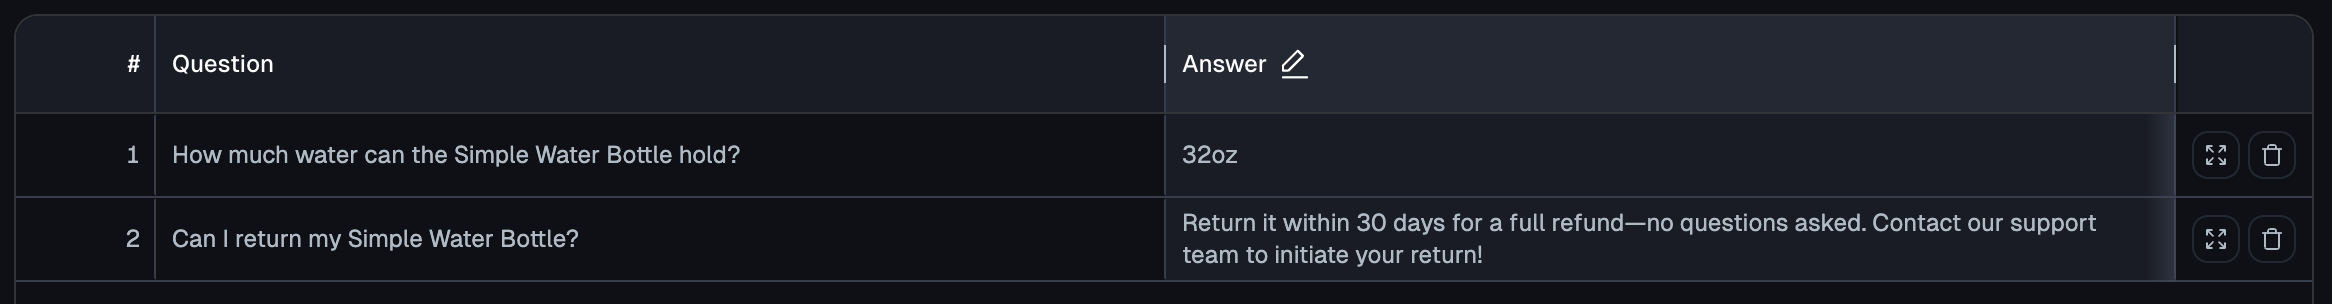 # Question Answer
1 How much water can the Simple Water Bottle hold? 32oz
2 Can I return my Simple Water Bottle? Return it within 30 days for a full refund—no questions asked. Contact our support
team to initiate your return!